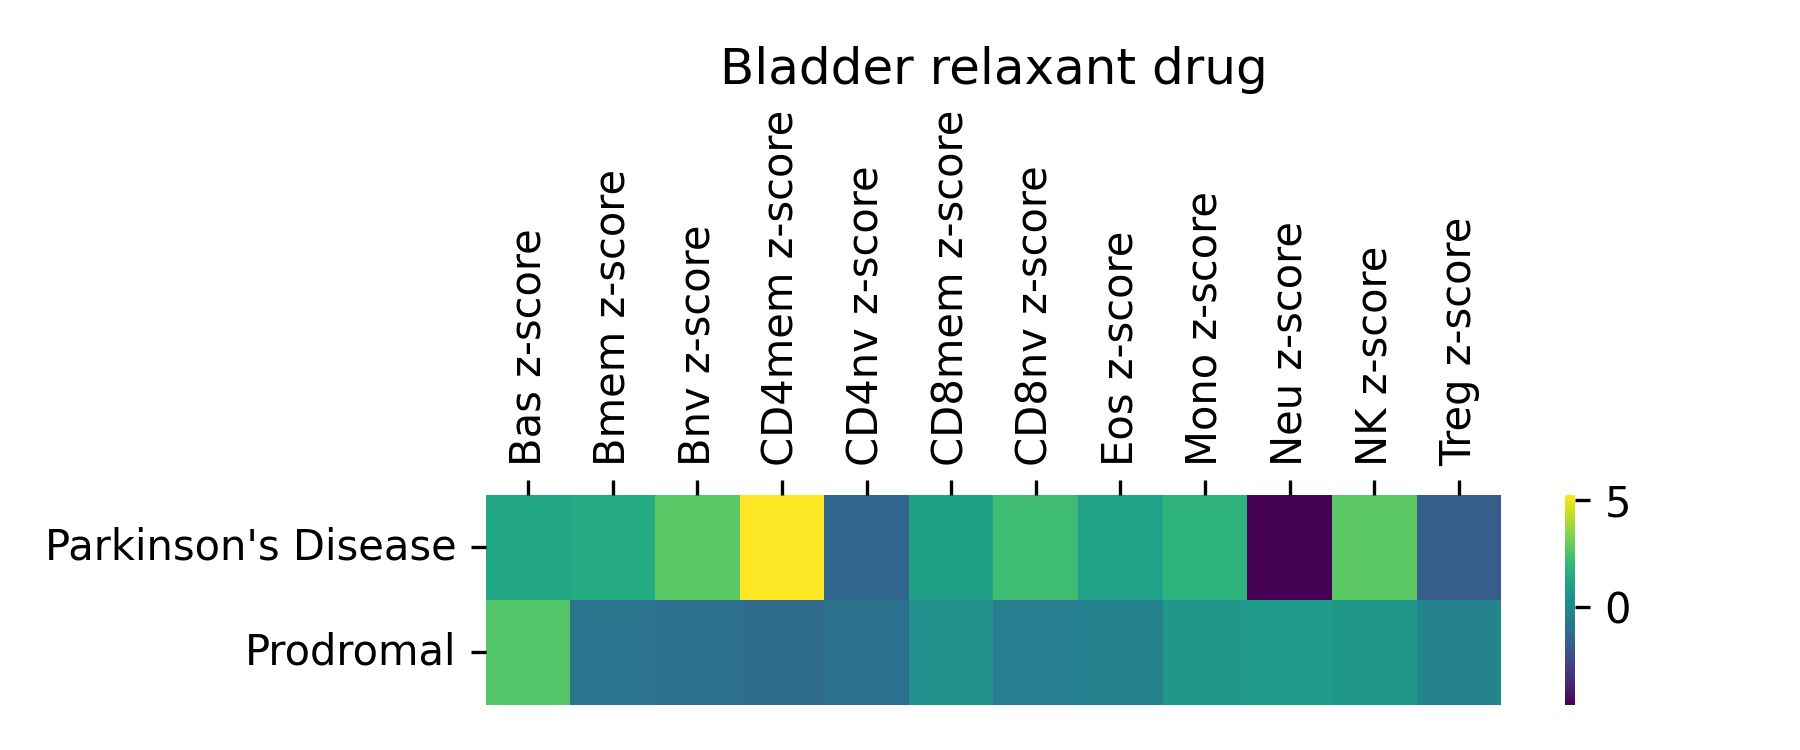 Bladder relaxant drug
Bas z-score
Bmem z-score
Bnv z-score
CD4mem z-score
CD4nv z-score
CD8mem z-score
CD8nv z-score
Eos z-score
Mono z-score
Neu z-score
NK z-score
Treg z-score
Parkinson's Disease
Prodromal
5
0